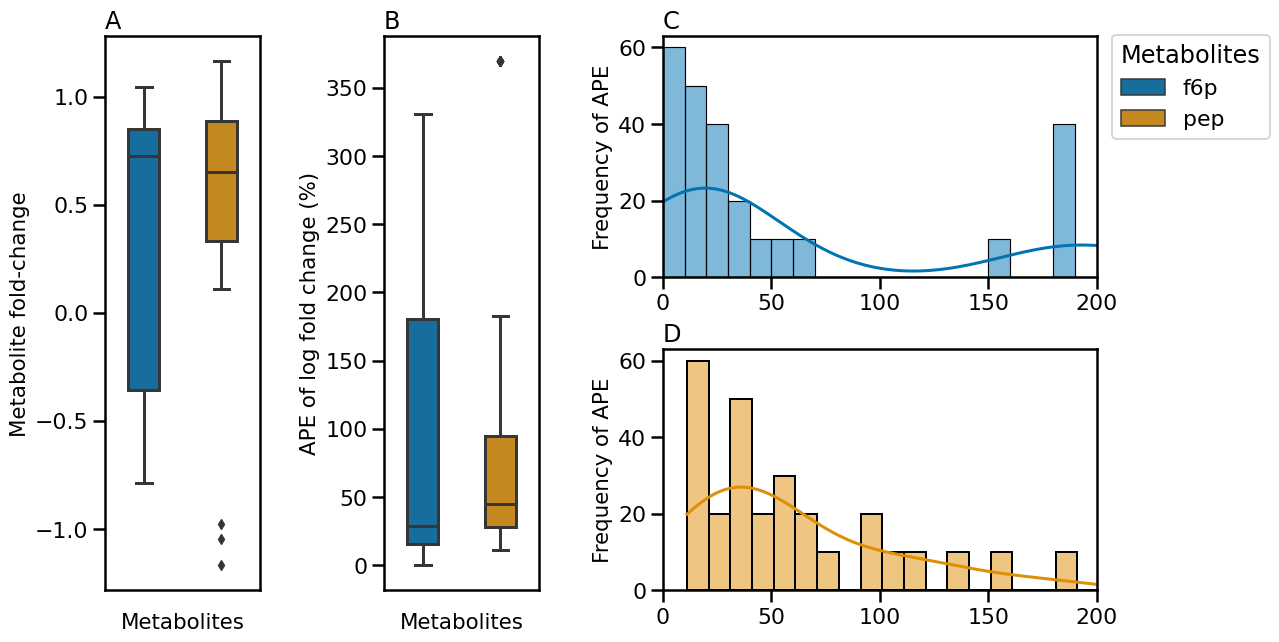 A
Metabolite fold-change
1.0
0.5
0.0
−0.5
−1.0
Metabolites
B
APE of log fold change (%)
350
300
250
200
150
100
50
0
Metabolites
C
Frequency of APE
60
40
20
0
0 50 100 150 200
Metabolites
f6p
pep
D
Frequency of APE
60
40
20
0
0 50 100 150 200